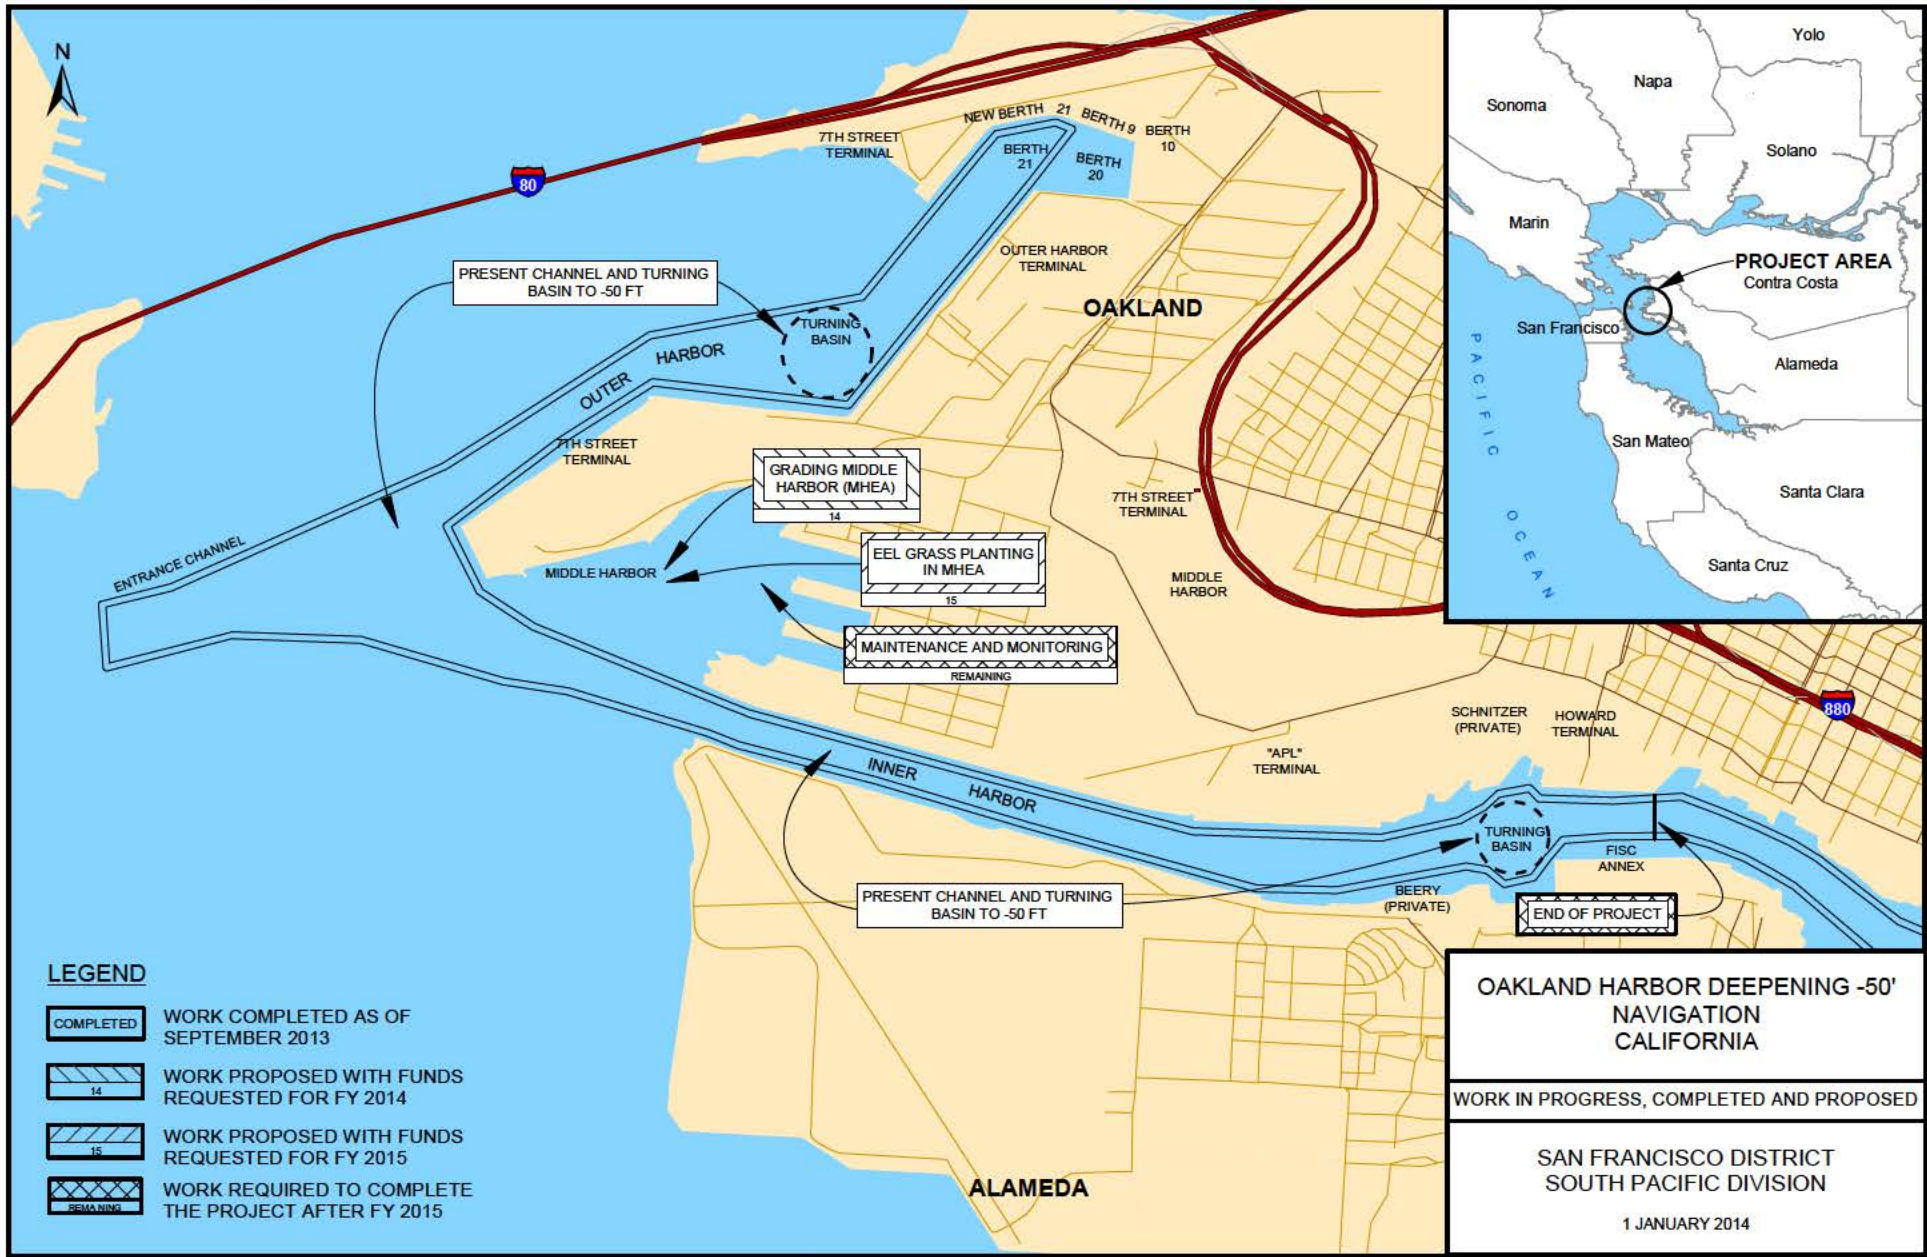 N
80
7TH STREET
TERMINAL
NEW BERTH 21
BERTH 9
BERTH
10
BERTH
21
BERTH
20
PRESENT CHANNEL AND TURNING
BASIN TO -50 FT
OUTER HARBOR
TERMINAL
OAKLAND
TURNING
BASIN
OUTER HARBOR
7TH STREET
TERMINAL
GRADING MIDDLE
HARBOR (MHEA)
14
7TH STREET
TERMINAL
ENTRANCE CHANNEL
MIDDLE HARBOR
EEL GRASS PLANTING
IN MHEA
15
MIDDLE
HARBOR
MAINTENANCE AND MONITORING
REMAINING
880
SCHNITZER
(PRIVATE)
HOWARD
TERMINAL
"APL"
TERMINAL
INNER HARBOR
TURNING
BASIN
FISC
ANNEX
BEERY
(PRIVATE)
PRESENT CHANNEL AND TURNING
BASIN TO -50 FT
END OF PROJECT
ALAMEDA
LEGEND
COMPLETED
WORK COMPLETED AS OF
SEPTEMBER 2013
14
WORK PROPOSED WITH FUNDS
REQUESTED FOR FY 2014
15
WORK PROPOSED WITH FUNDS
REQUESTED FOR FY 2015
REMAINING
WORK REQUIRED TO COMPLETE
THE PROJECT AFTER FY 2015
Yolo
Napa
Sonoma
Solano
Marin
PROJECT AREA
Contra Costa
San Francisco
Alameda
PACIFIC OCEAN
San Mateo
Santa Clara
Santa Cruz
OAKLAND HARBOR DEEPENING -50'
NAVIGATION
CALIFORNIA
WORK IN PROGRESS, COMPLETED AND PROPOSED
SAN FRANCISCO DISTRICT
SOUTH PACIFIC DIVISION
1 JANUARY 2014